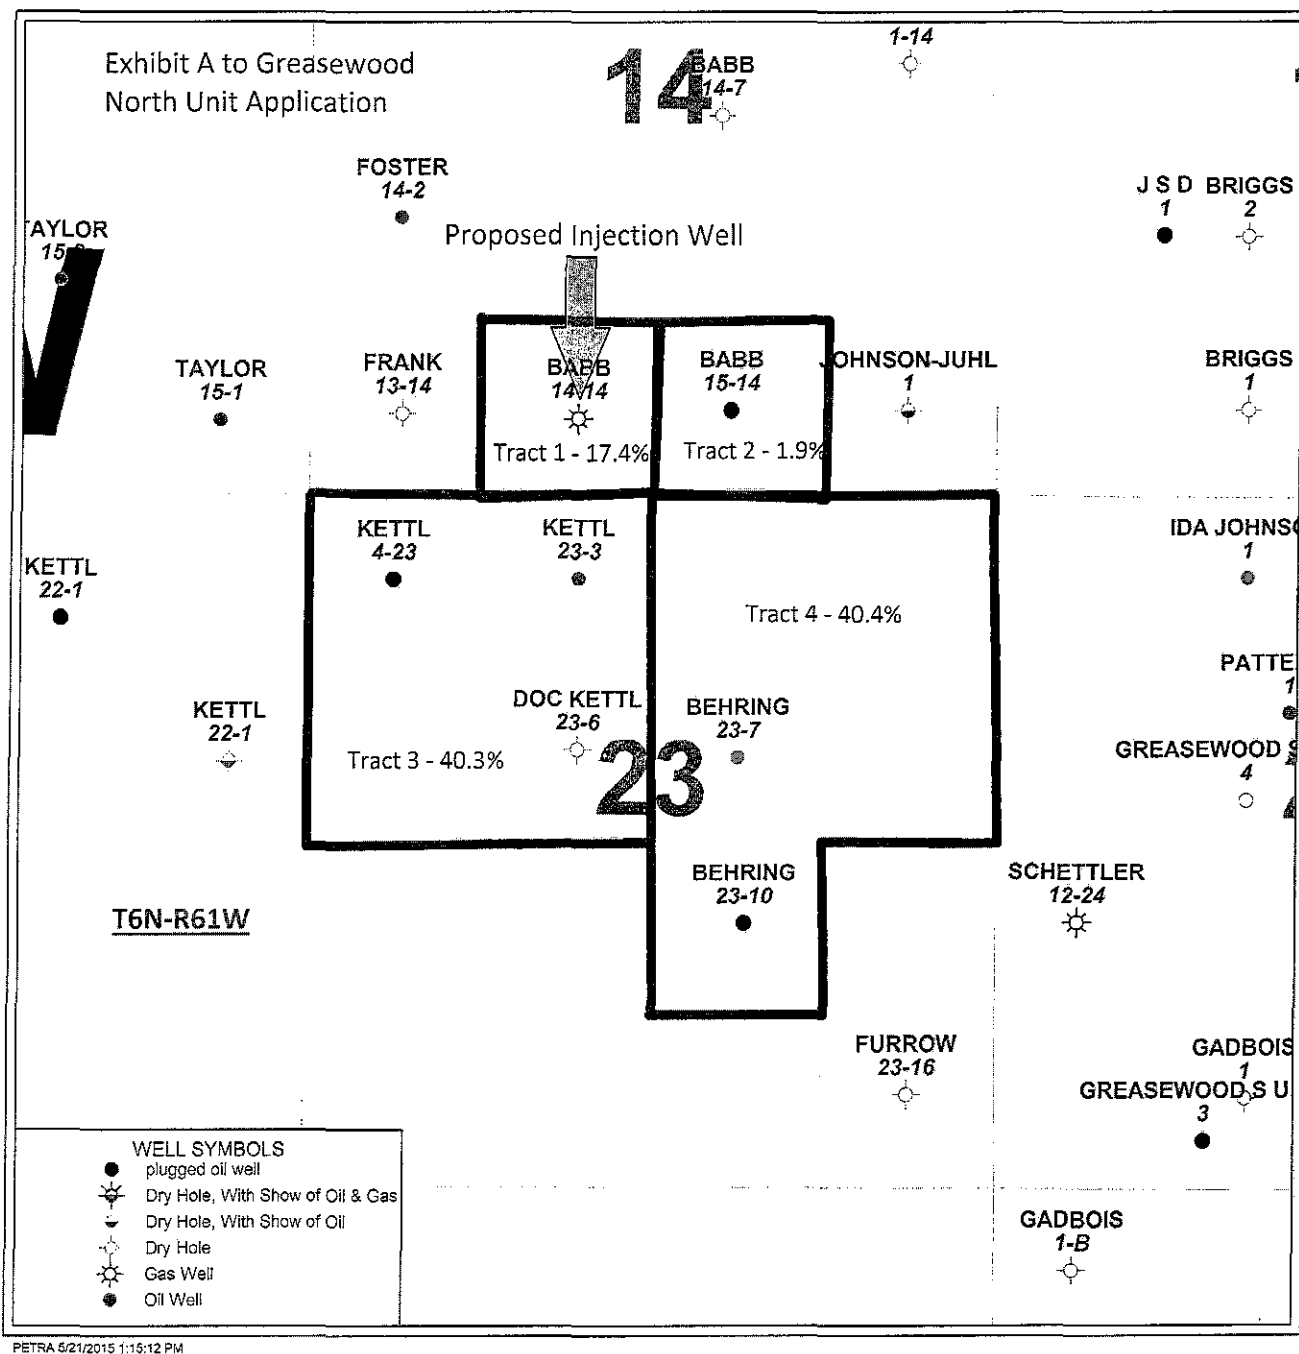 Exhibit A to Greasewood
North Unit Application
14
BABB
14-7
1-14
FOSTER
14-2
J S D
1
BRIGGS
2
TAYLOR
Proposed Injection Well
TAYLOR
15-1
FRANK
13-14
BABB
14-14
BABB
15-14
JOHNSON-JUHL
1
BRIGGS
1
Tract 1 - 17.4%
Tract 2 - 1.9%
KETTL
22-1
KETTL
4-23
KETTL
23-3
IDA JOHNSO
1
Tract 4 - 40.4%
PATTE
1
KETTL
22-1
DOC KETTL
23-6
BEHRING
23-7
GREASEWOOD S
4
Tract 3 - 40.3%
23
BEHRING
23-10
SCHETTLER
12-24
T6N-R61W
FURROW
23-16
GADBOIS
1
GREASEWOOD S U
3
GADBOIS
1-B
WELL SYMBOLS
plugged oil well
Dry Hole, With Show of Oil & Gas
Dry Hole, With Show of Oil
Dry Hole
Gas Well
Oil Well
PETRA 5/21/2015 1:15:12 PM